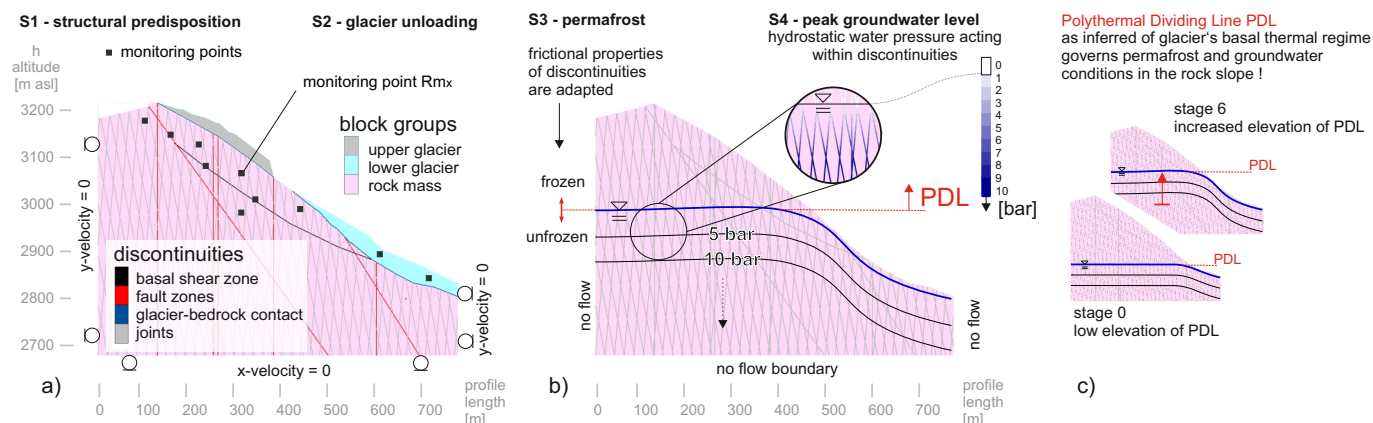 S1 - structural predisposition
S2 - glacier unloading
monitoring points
h
altitude
[m asl]
monitoring point Rmx
3200
3100
3000
2900
2800
2700
block groups
upper glacier
lower glacier
rock mass
y-velocity = 0
discontinuities
basal shear zone
fault zones
glacier-bedrock contact
joints
y-velocity = 0
x-velocity = 0
a)
0
100
200
300
400
500
600
700
profile
length
[m]
S3 - permafrost
S4 - peak groundwater level
frictional properties
of discontinuities
are adapted
hydrostatic water pressure acting
within discontinuities
0
1
2
3
4
5
6
7
8
9
10
[bar]
frozen
unfrozen
PDL
5 bar
10 bar
no flow
no flow
no flow boundary
b)
0
100
200
300
400
500
600
700
profile
length
[m]
Polythermal Dividing Line PDL
as inferred of glacier's basal thermal regime
governs permafrost and groundwater
conditions in the rock slope !
stage 6
increased elevation of PDL
PDL
PDL
stage 0
low elevation of PDL
c)